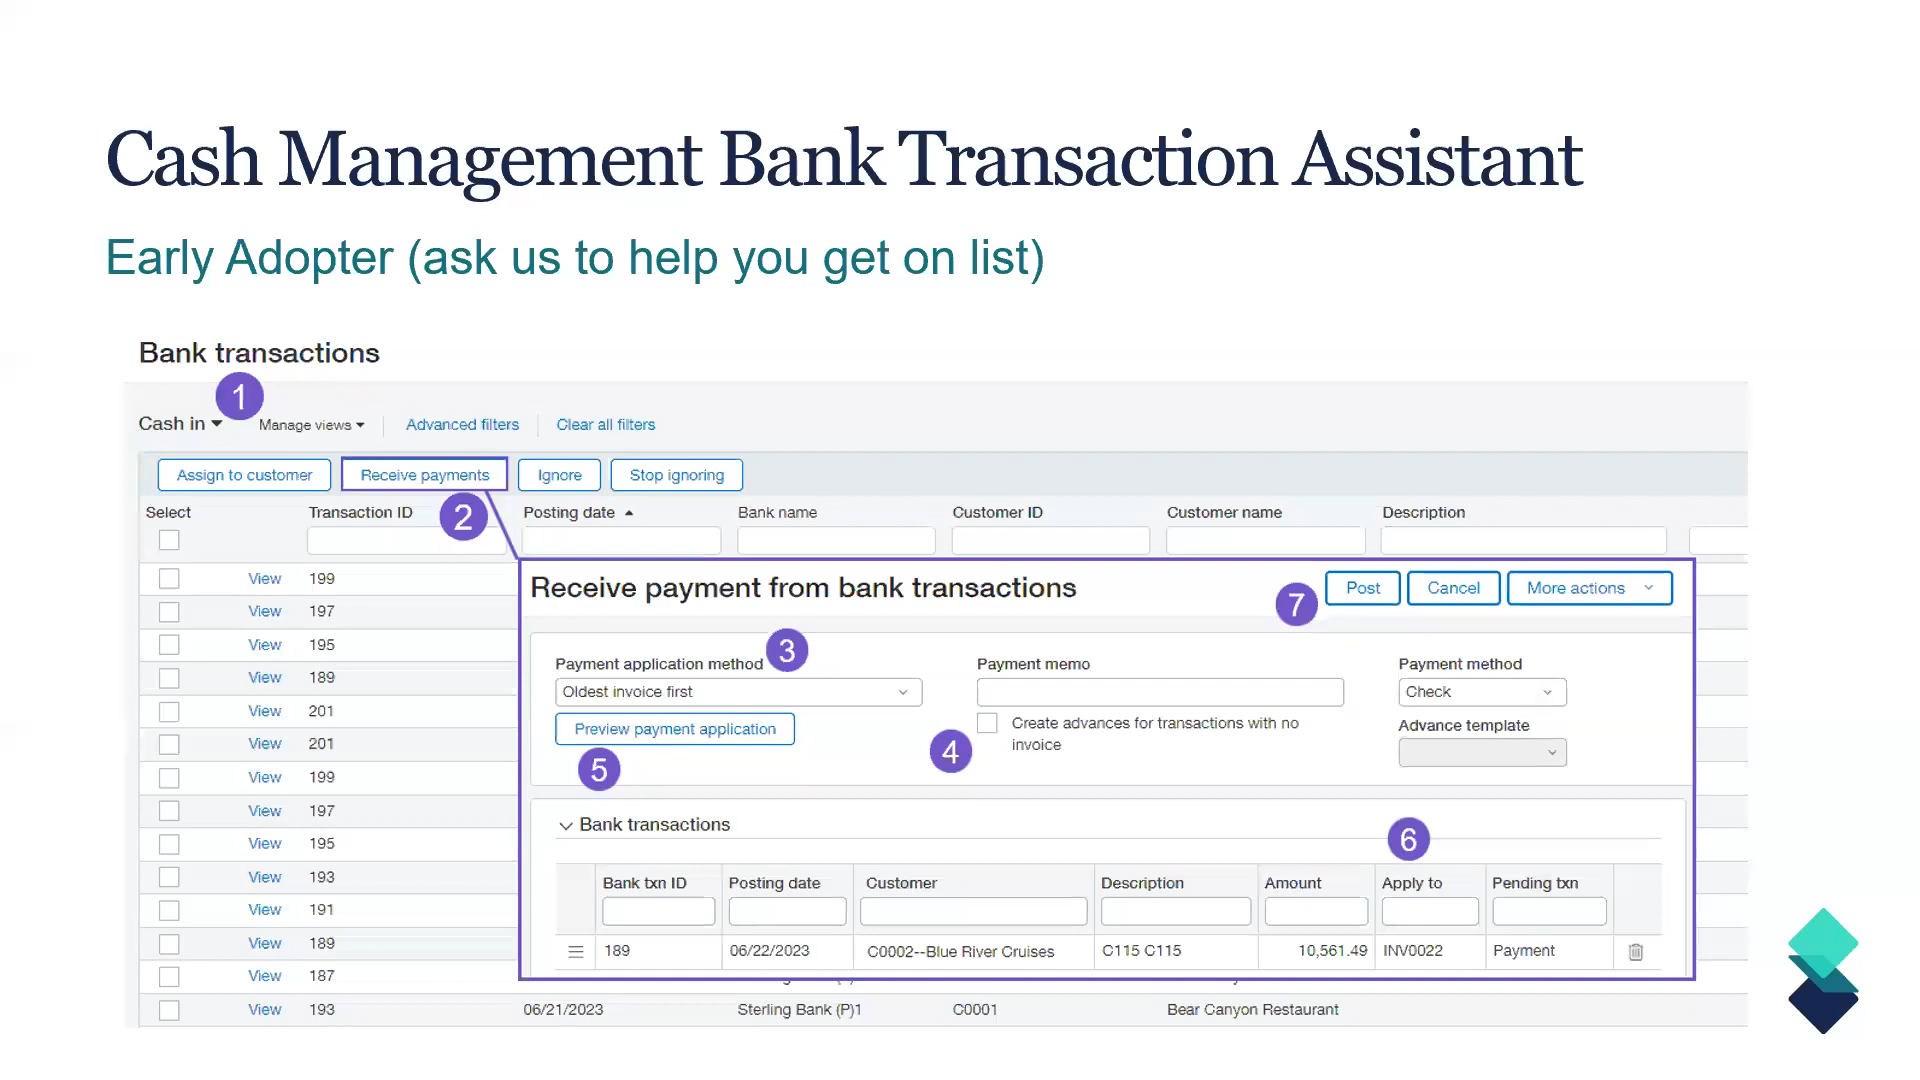 Cash Management Bank Transaction Assistant
Early Adopter (ask us to help you get on list)
Bank transactions
1
Cash in Manage views Advanced filters Clear all filters
Assign to customer Receive payments Ignore Stop ignoring
2
Select Transaction ID Posting date Bank name Customer ID Customer name Description
View 199
View 197
View 195
View 189
View 201
View 201
View 199
View 197
View 195
View 193
View 191
View 189
View 187
View 193 06/21/2023 Sterling Bank (P)1 C0001 Bear Canyon Restaurant
Receive payment from bank transactions 7 Post Cancel More actions
3
Payment application method Payment memo Payment method
Oldest invoice first Check
Preview payment application Create advances for transactions with no invoice Advance template
4
5
Bank transactions
6
Bank txn ID Posting date Customer Description Amount Apply to Pending txn
189 06/22/2023 C0002--Blue River Cruises C115 C115 10,561.49 INV0022 Payment